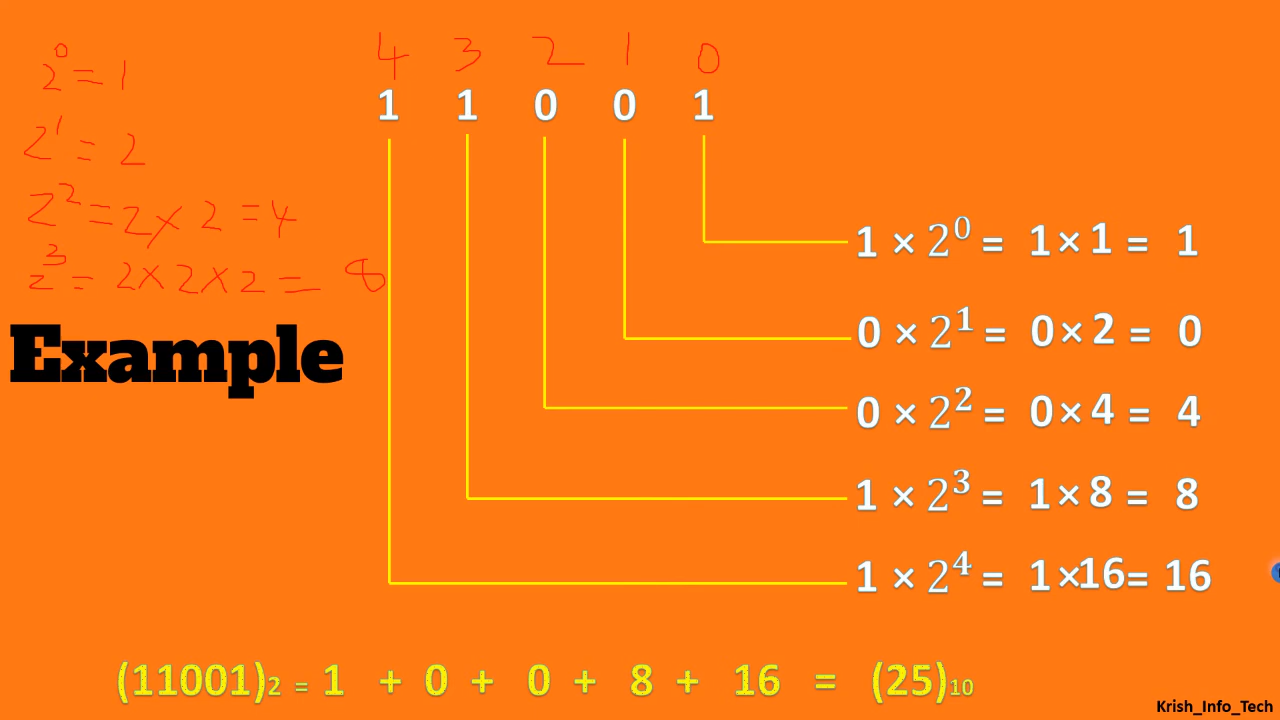 4 3 2 1 0
2⁰ = 1
1 1 0 0 1
2¹ = 2
2² = 2 × 2 = 4
1 × 2⁰ = 1 × 1 = 1
2³ = 2 × 2 × 2 = 8
0 × 2¹ = 0 × 2 = 0
Example
0 × 2² = 0 × 4 = 4
1 × 2³ = 1 × 8 = 8
1 × 2⁴ = 1 × 16 = 16
(11001)₂ = 1 + 0 + 0 + 8 + 16 = (25)₁₀
Krish_Info_Tech